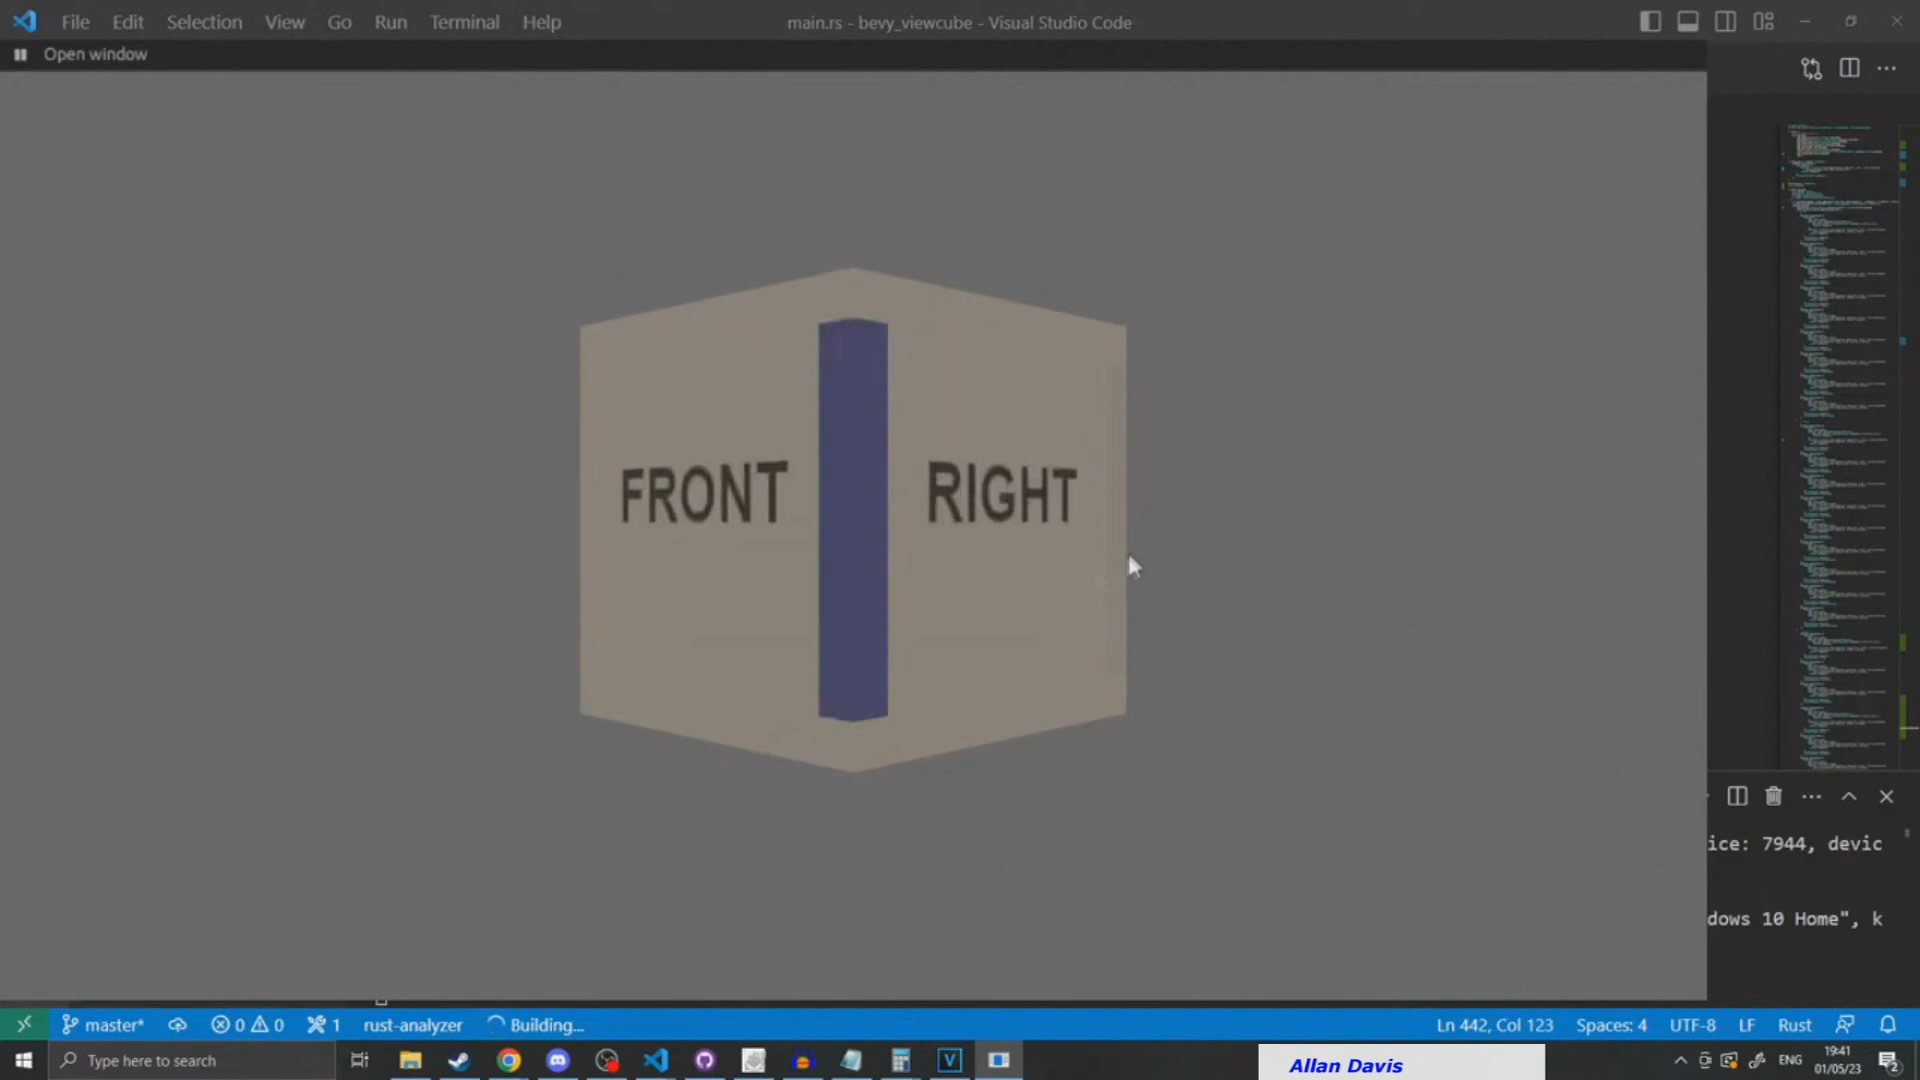 File Edit Selection View Go Run Terminal Help
main.rs - bevy_viewcube - Visual Studio Code
Open window
FRONT RIGHT
ice: 7944, devic
dows 10 Home", k
master* 0 0 1 rust-analyzer Building... Ln 442, Col 123 Spaces: 4 UTF-8 LF Rust
Type here to search
V
Allan Davis
ENG
19:41
01/05/23
2